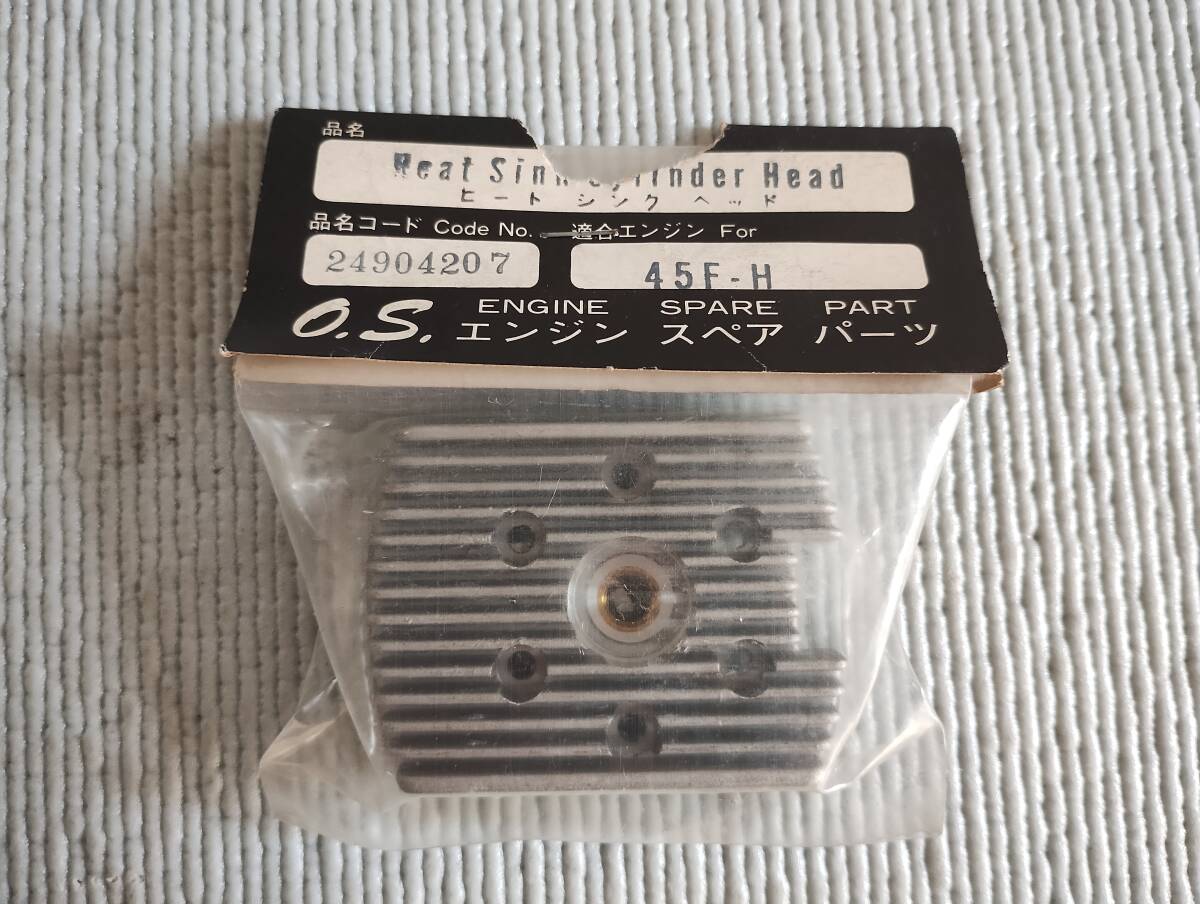 品名
Heat Sink Cylinder Head
ヒート シンク ヘッド
品名コード Code No. 適合エンジン For
24904207 45F-H
O.S. ENGINE SPARE PART
エンジン スペア パーツ